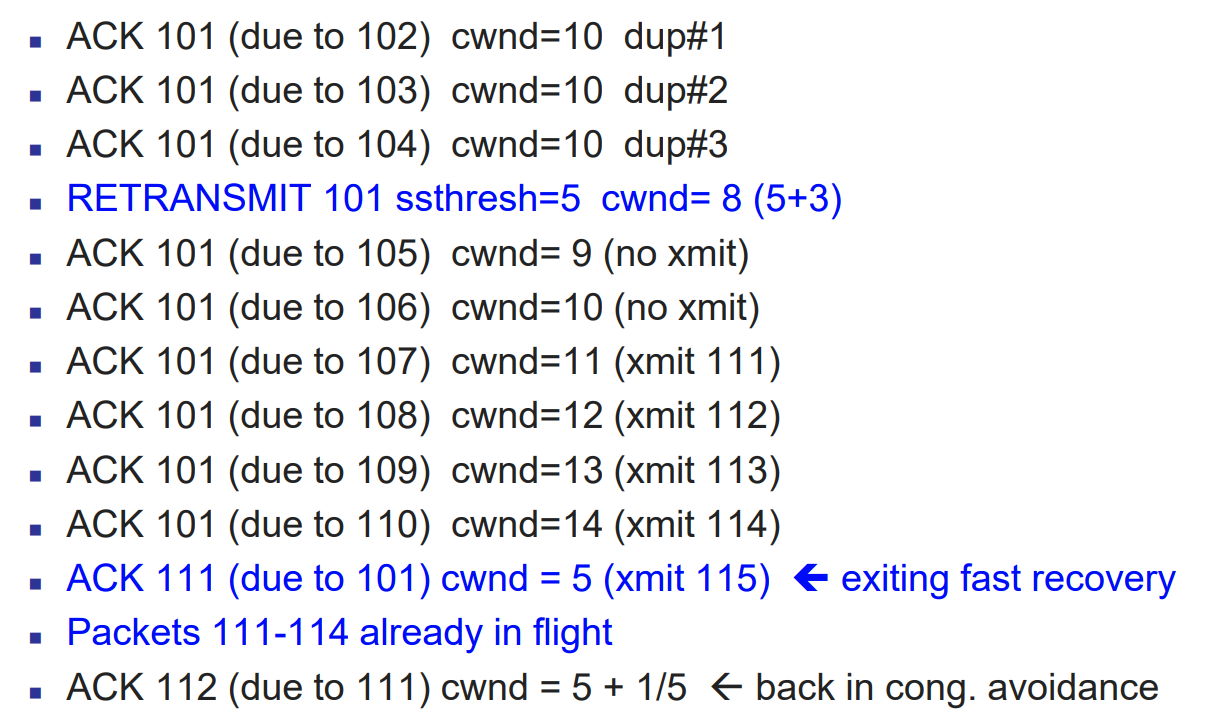 ▪ ACK 101 (due to 102) cwnd=10 dup#1
▪ ACK 101 (due to 103) cwnd=10 dup#2
▪ ACK 101 (due to 104) cwnd=10 dup#3
▪ RETRANSMIT 101 ssthresh=5 cwnd= 8 (5+3)
▪ ACK 101 (due to 105) cwnd= 9 (no xmit)
▪ ACK 101 (due to 106) cwnd=10 (no xmit)
▪ ACK 101 (due to 107) cwnd=11 (xmit 111)
▪ ACK 101 (due to 108) cwnd=12 (xmit 112)
▪ ACK 101 (due to 109) cwnd=13 (xmit 113)
▪ ACK 101 (due to 110) cwnd=14 (xmit 114)
▪ ACK 111 (due to 101) cwnd = 5 (xmit 115) ← exiting fast recovery
▪ Packets 111-114 already in flight
▪ ACK 112 (due to 111) cwnd = 5 + 1/5 ← back in cong. avoidance